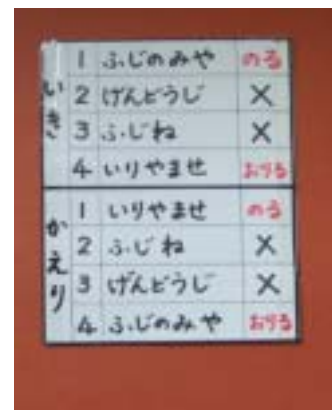 いき
1 ふじのみや のる
2 げんどうじ ×
3 ふじね ×
4 いりやませ おりる
かえり
1 いりやませ のる
2 ふじね ×
3 げんどうじ ×
4 ふじのみや おりる